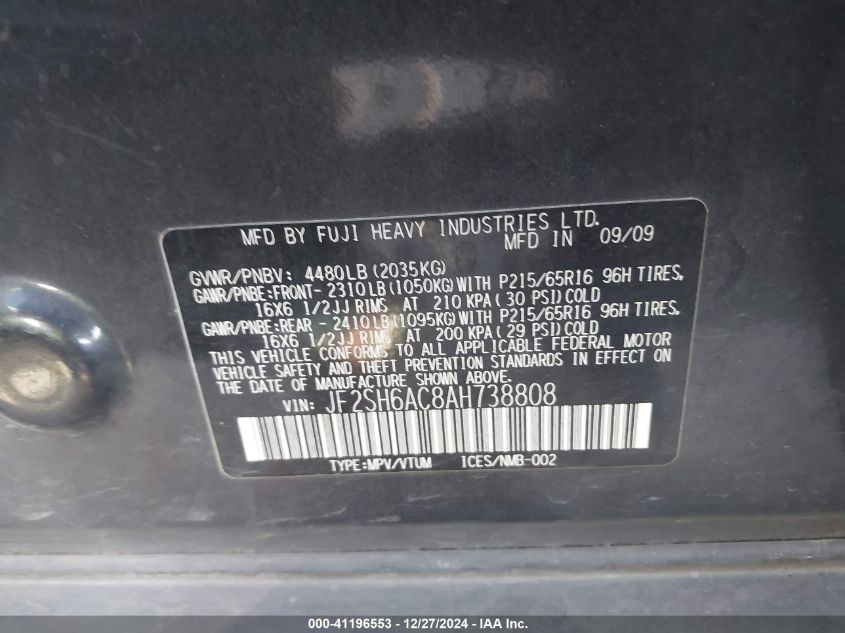 MFD BY FUJI HEAVY INDUSTRIES LTD.
MFD IN 09/09
GVWR/PNBV: 4480LB(2035KG)
GAWR/PNBE:FRONT- 2310LB(1050KG)WITH P215/65R16 96H TIRES.
16X6 1/2JJ RIMS AT 210 KPA(30 PSI)COLD
GAWR/PNBE:REAR - 2410LB(1095KG)WITH P215/65R16 96H TIRES.
16X6 1/2JJ RIMS AT 200 KPA(29 PSI)COLD
THIS VEHICLE CONFORMS TO ALL APPLICABLE FEDERAL MOTOR
VEHICLE SAFETY AND THEFT PREVENTION STANDARDS IN EFFECT ON
THE DATE OF MANUFACTURE SHOWN ABOVE.
VIN: JF2SH6AC8AH738808
TYPE:MPV/VTUM ICES/NMB-002
000-41196553 - 12/27/2024 - IAA Inc.